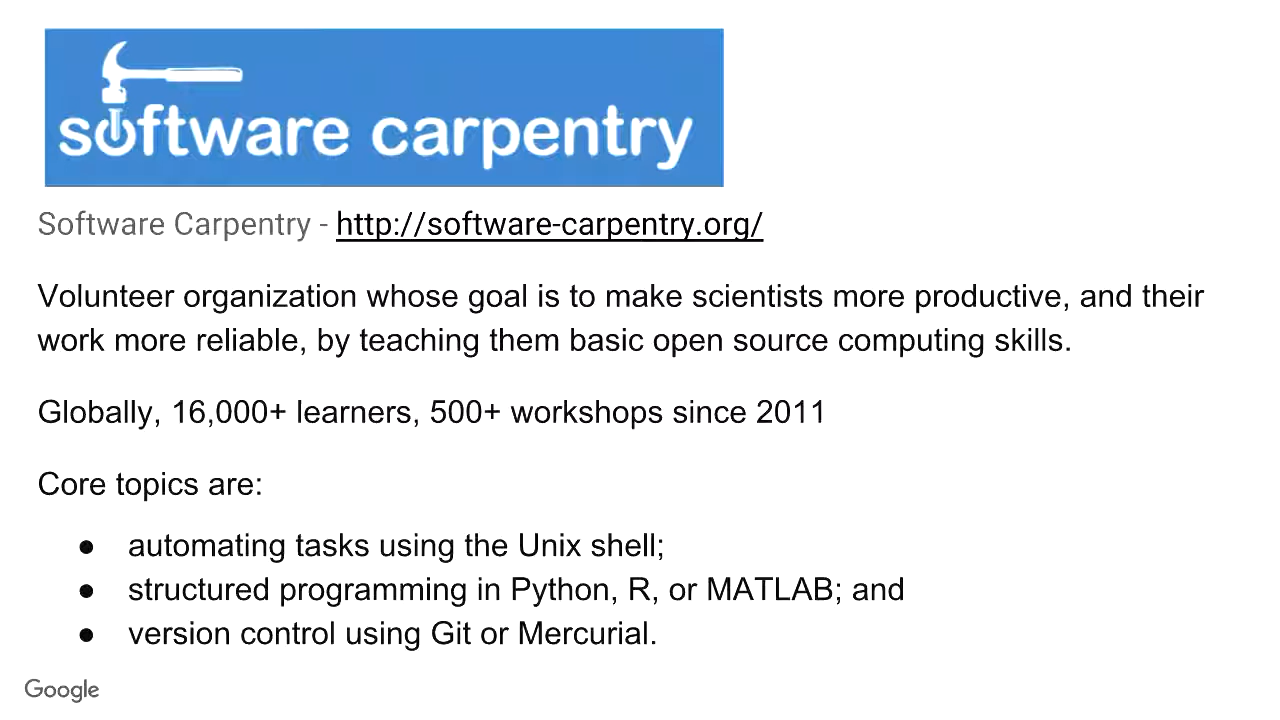 software carpentry
Software Carpentry - http://software-carpentry.org/
Volunteer organization whose goal is to make scientists more productive, and their
work more reliable, by teaching them basic open source computing skills.
Globally, 16,000+ learners, 500+ workshops since 2011
Core topics are:
● automating tasks using the Unix shell;
● structured programming in Python, R, or MATLAB; and
● version control using Git or Mercurial.
Google